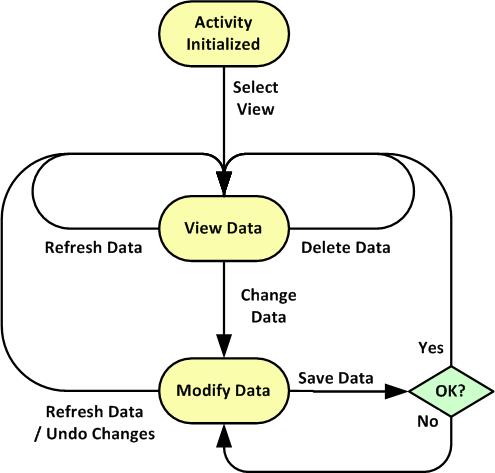 Activity
Initialized
Select
View
View Data
Refresh Data
Delete Data
Change
Data
Yes
Modify Data
Save Data
OK?
Refresh Data
/ Undo Changes
No